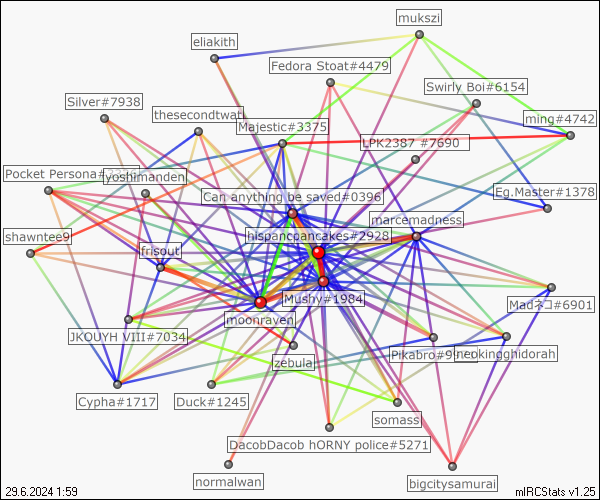 mukszi
eliakith
Fedora Stoat#4479
Swirly Boi#6154
Silver#7938
thesecondtwat
Majestic#3375
ming#4742
LPK2387 #7690
Pocket Persona#
yoshimanden
Can anything be saved#0396
Eg.Master#1378
marcemadness
shawntee9
hispancpancakes#2928
frisout
Mushy#1984
Madネコ#6901
moonraven
JKOUYH VIII#7034
Pikabro#9
neokingghidorah
zebula
Cypha#1717
Duck#1245
somass
DacobDacob hORNY police#5271
normalwan
bigcitysamurai
29.6.2024 1:59
mIRCStats v1.25